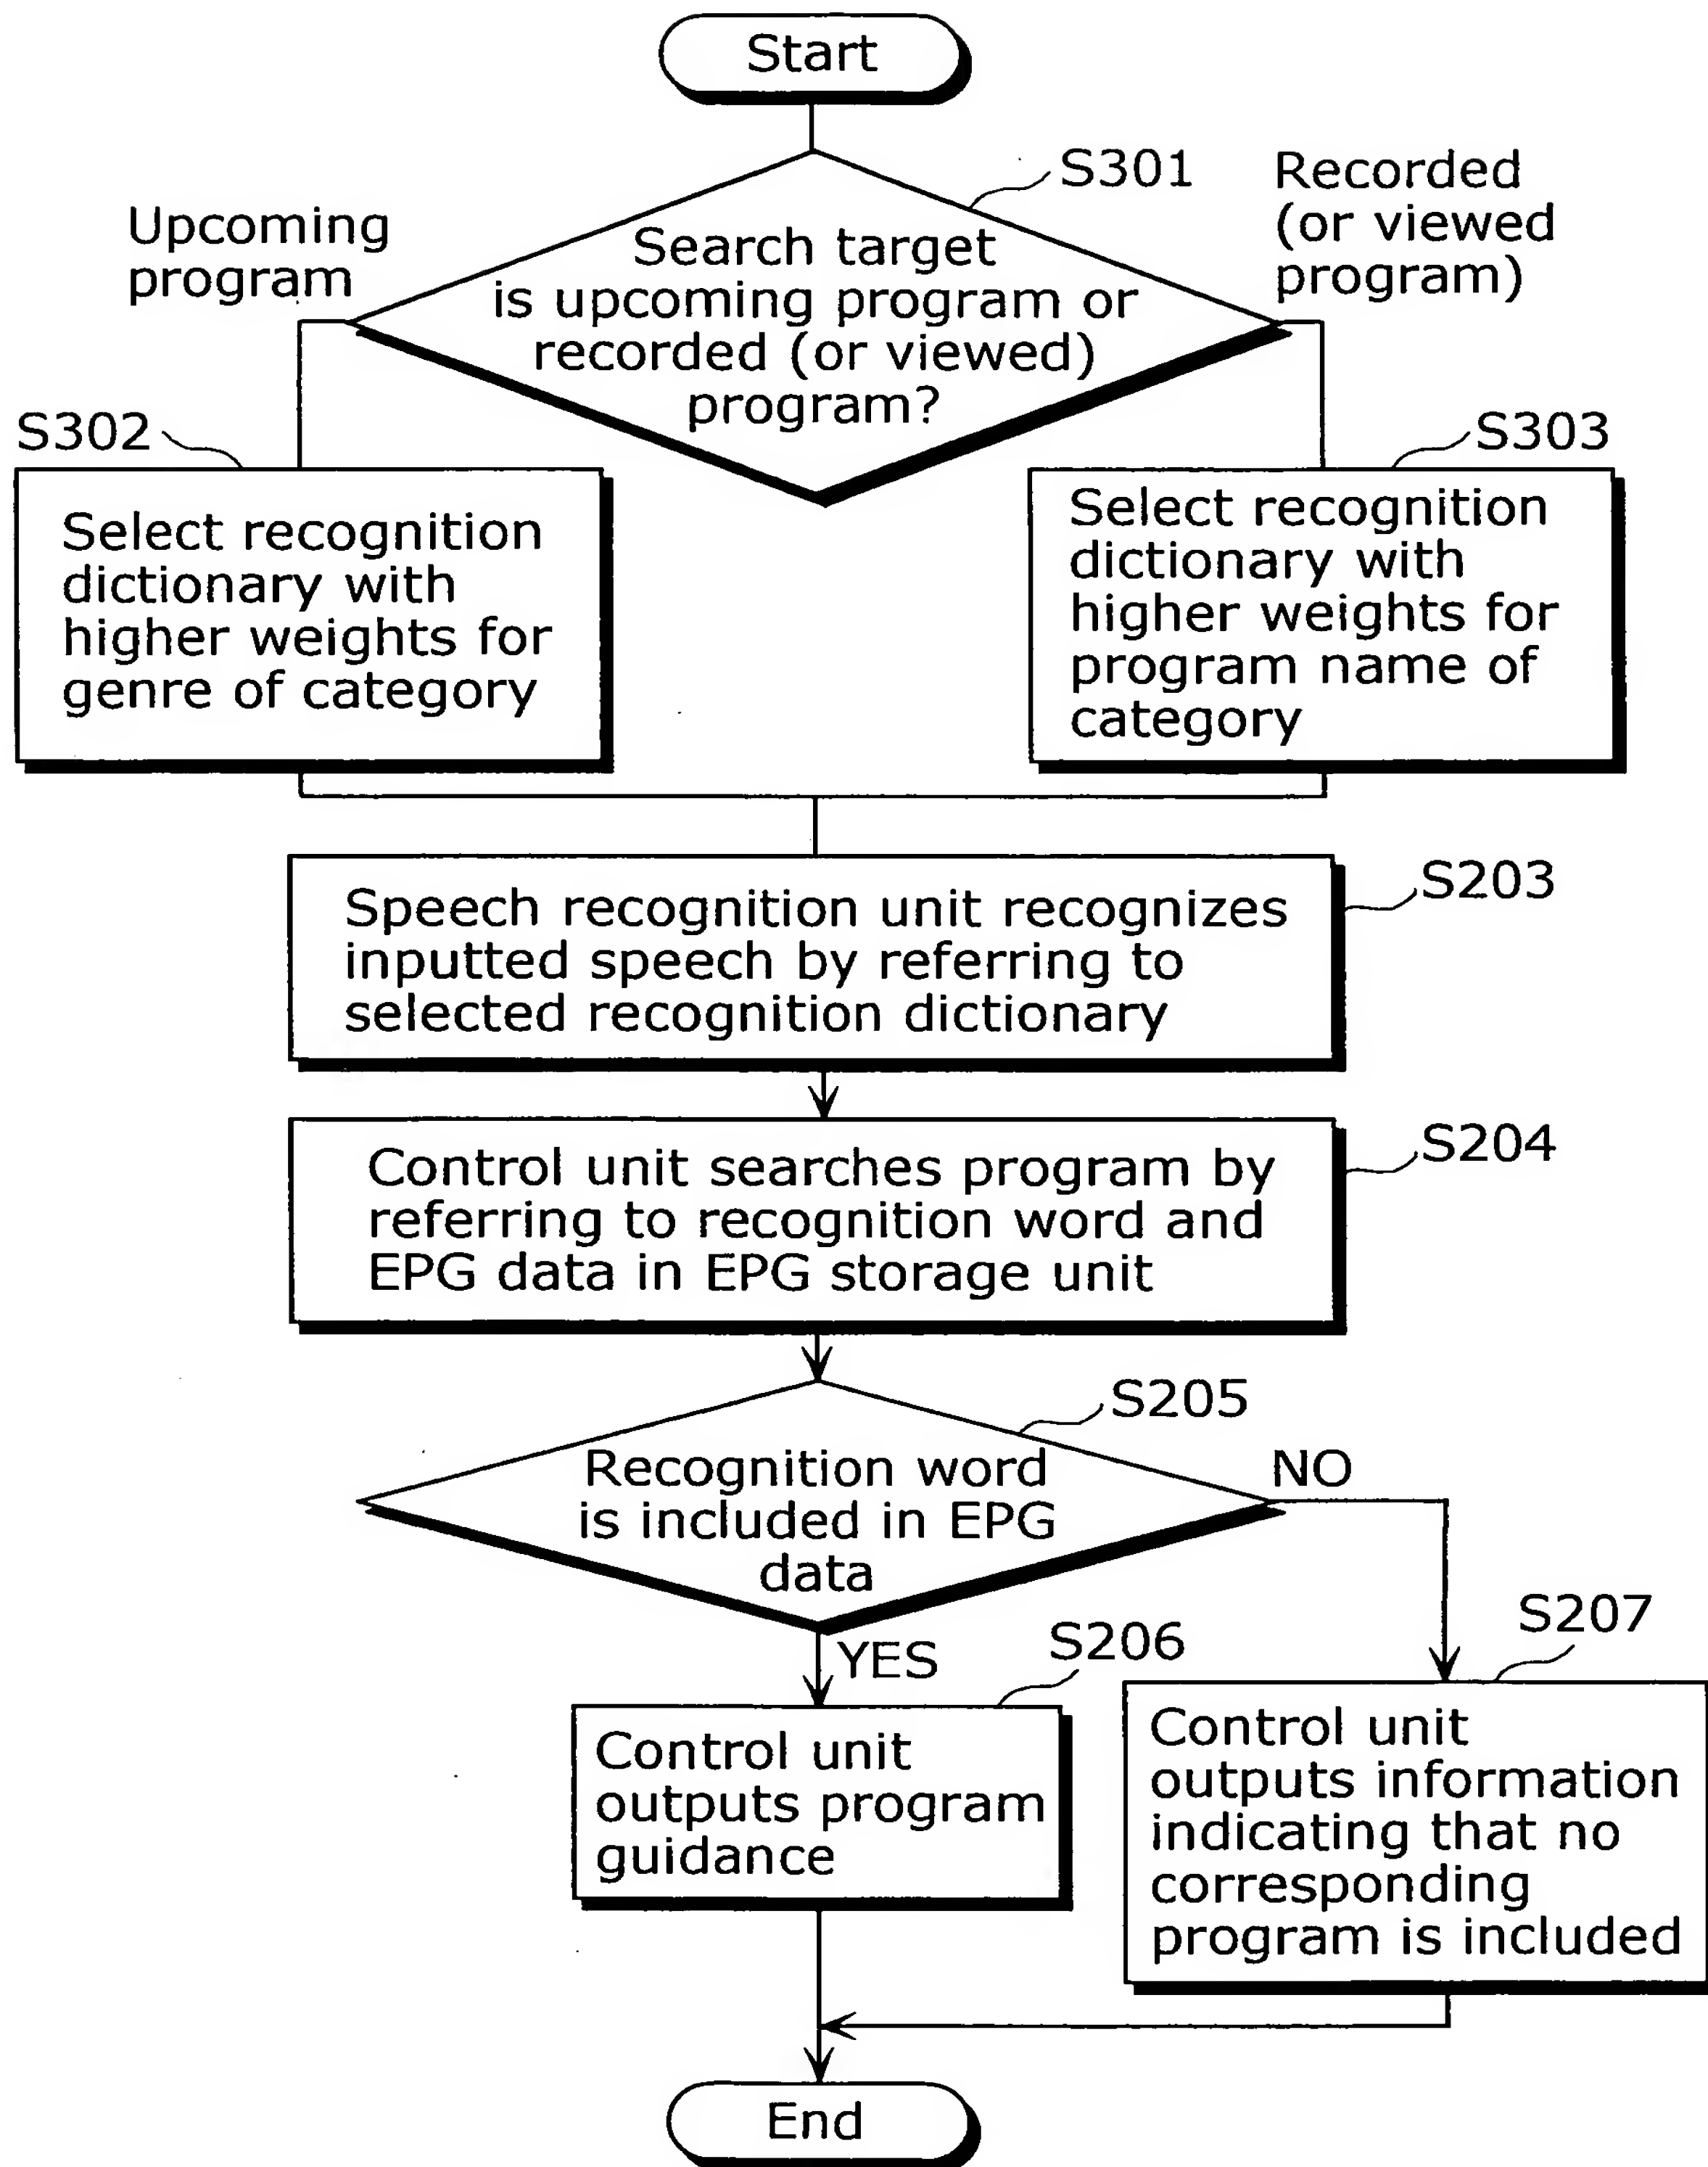 Start
S301
Upcoming
program
Search target
is upcoming program or
recorded (or viewed)
program?
Recorded
(or viewed
program)
S302
Select recognition
dictionary with
higher weights for
genre of category
S303
Select recognition
dictionary with
higher weights for
program name of
category
S203
Speech recognition unit recognizes
inputted speech by referring to
selected recognition dictionary
S204
Control unit searches program by
referring to recognition word and
EPG data in EPG storage unit
S205
Recognition word
is included in EPG
data
NO
YES
S206
Control unit
outputs program
guidance
S207
Control unit
outputs information
indicating that no
corresponding
program is included
End